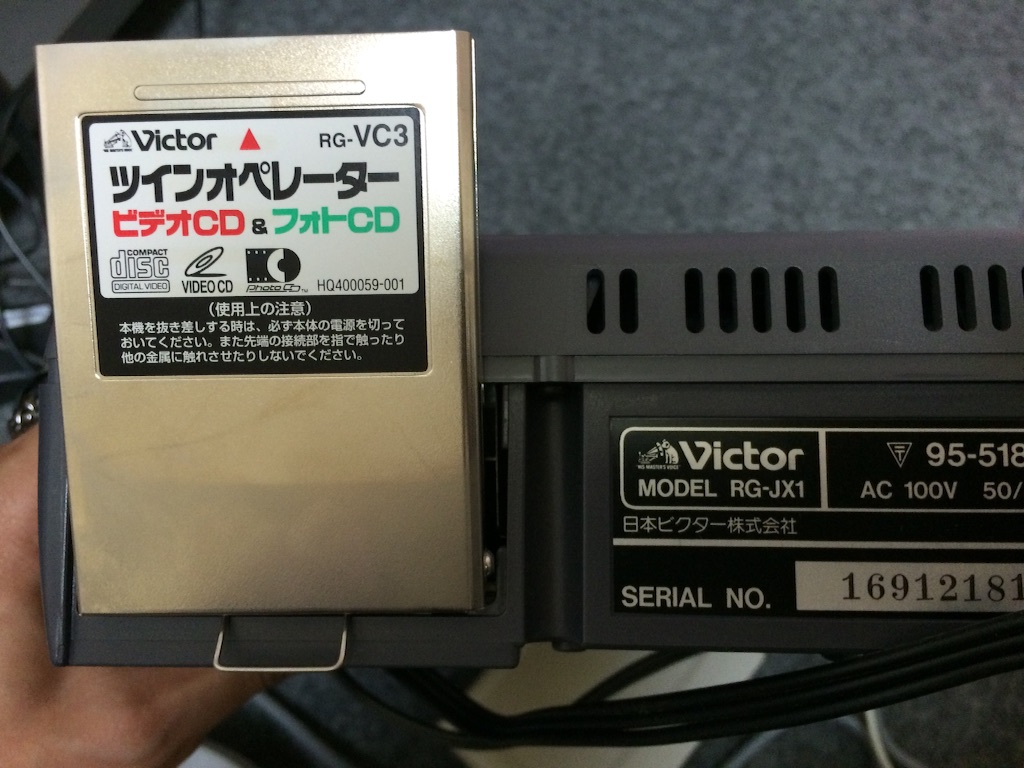 Victor RG-VC3
ツインオペレーター
ビデオCD & フォトCD
COMPACT
disc
DIGITAL VIDEO
VIDEO CD
Photo CD TM
HQ400059-001
(使用上の注意)
本機を抜き差しする時は、必ず本体の電源を切って
おいてください。また先端の接続部を指で触ったり
他の金属に触れさせたりしないでください。
"HIS MASTER'S VOICE"
Victor
MODEL RG-JX1
〒 95-518
AC 100V 50/
日本ビクター株式会社
SERIAL NO. 16912181